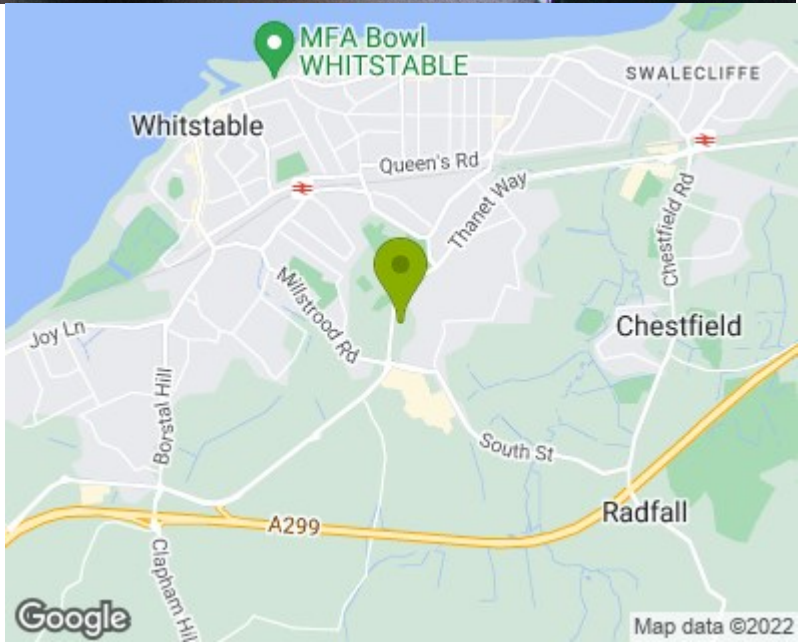 MFA Bowl
WHITSTABLE
SWALECLIFFE
Whitstable
Queen's Rd
Thanet Way
Chestfield Rd
Millstrood Rd
Chestfield
Joy Ln
Borstal Hill
South St
Radfall
A299
Clapham Hil
Google
Map data ©2022